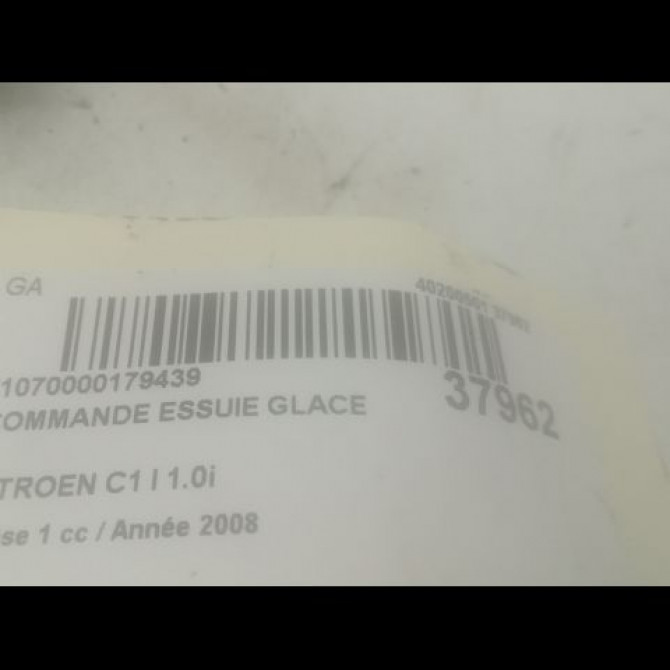 GA
1070000179439
37962
COMMANDE ESSUIE GLACE
TROEN C1 I 1.0i
se 1 cc / Année 2008